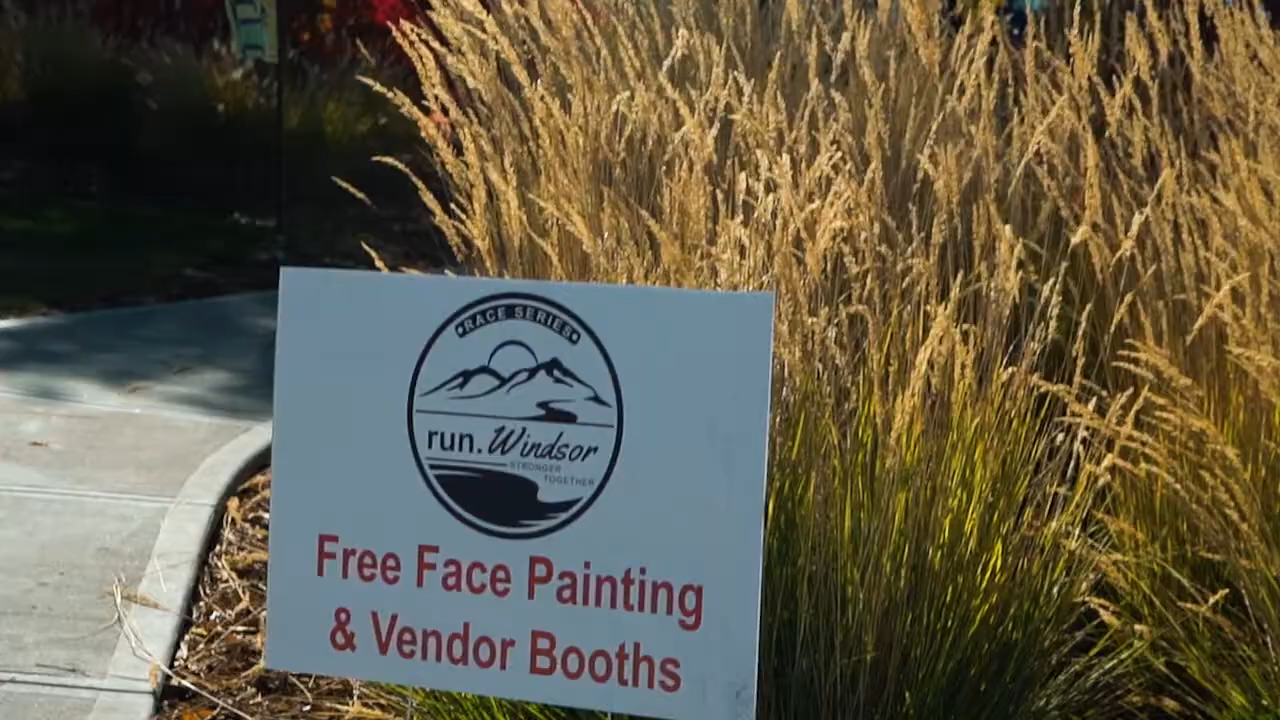 RACE SERIES
run. Windsor
STRONGER
TOGETHER
Free Face Painting
& Vendor Booths